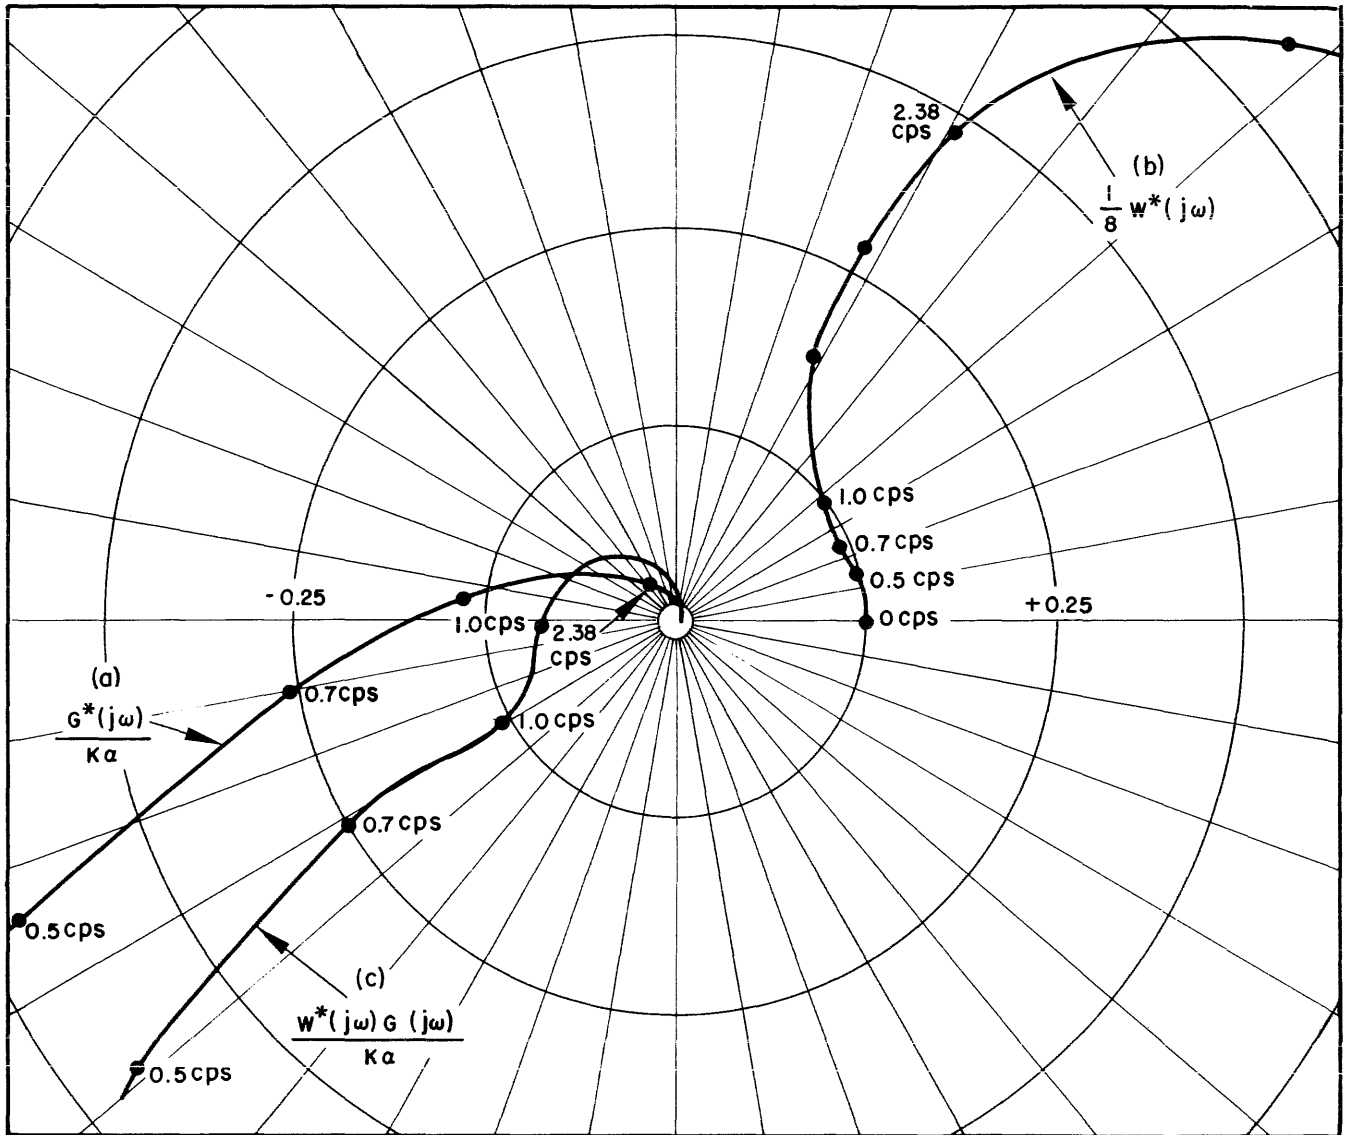 2.38
cps
(b)
1/8 W*(jω)
1.0 cps
0.7 cps
0.5 cps
0 cps
+0.25
-0.25
1.0cps
2.38
cps
(a)
G*(jω)
Kα
0.7cps
1.0 cps
0.7 cps
0.5 cps
(c)
W*(jω) G (jω)
Kα
0.5 cps